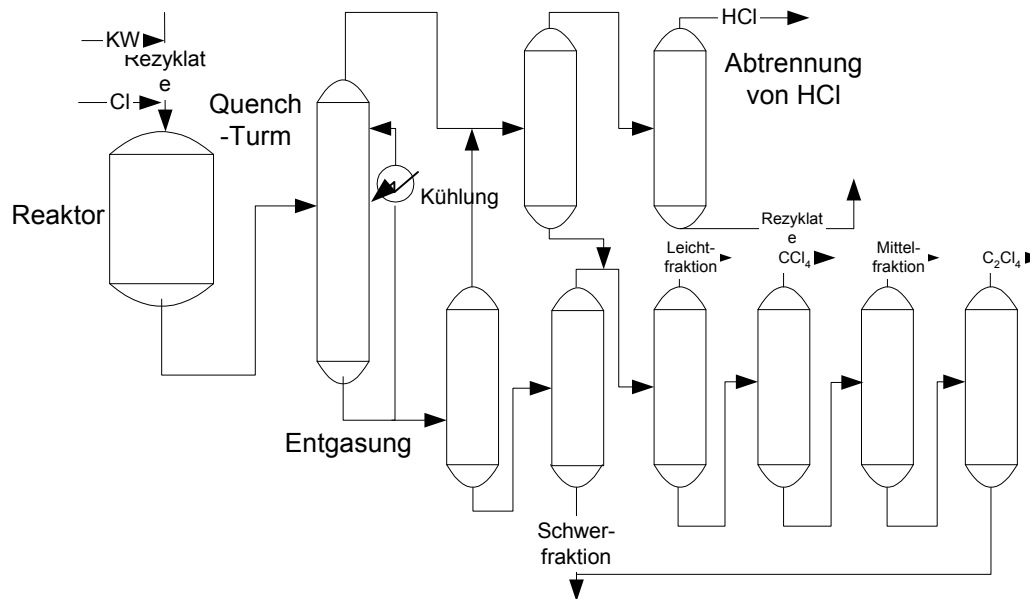 KW
Rezyklat
e
Cl
Reaktor
Quench
-Turm
Kühlung
HCl
Abtrennung
von HCl
Rezyklat
e
Leicht-
fraktion
CCl4
Mittel-
fraktion
C2Cl4
Entgasung
Schwer-
fraktion